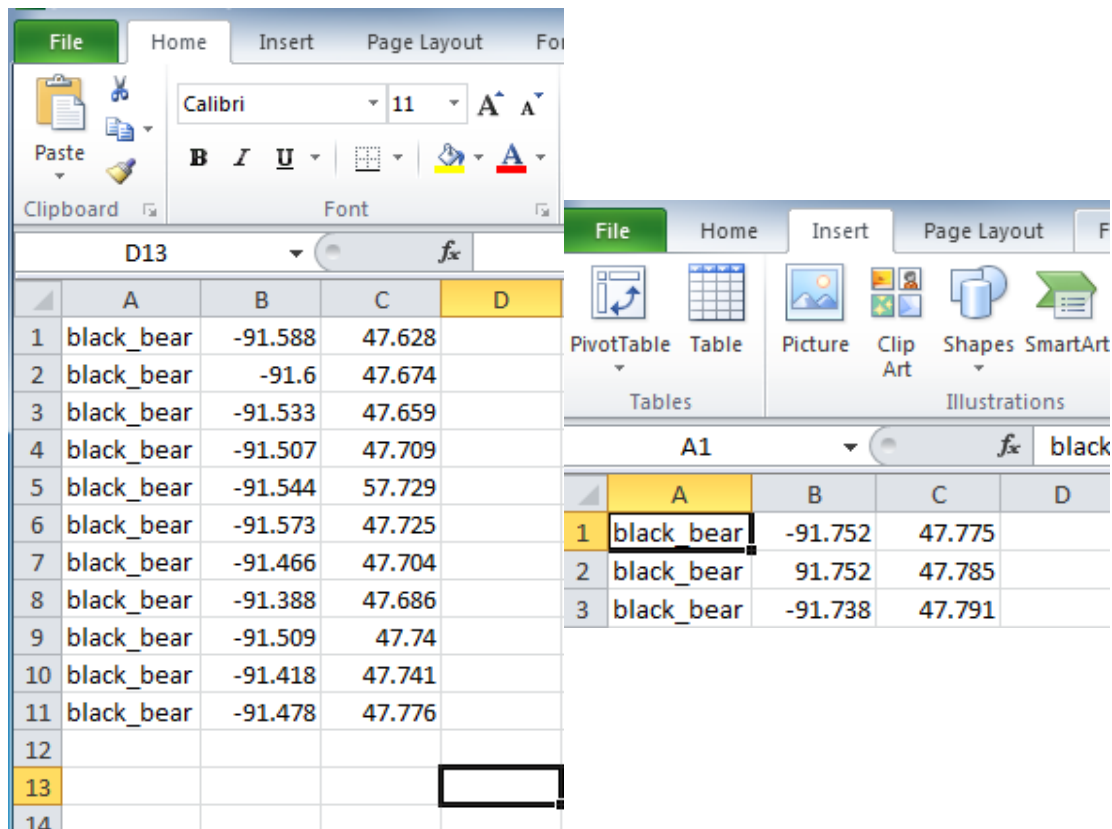 File Home Insert Page Layout For
Calibri 11 A A
Paste B I U A
Clipboard Font
D13 fx
A B C D
1 black_bear -91.588 47.628
2 black_bear -91.6 47.674
3 black_bear -91.533 47.659
4 black_bear -91.507 47.709
5 black_bear -91.544 57.729
6 black_bear -91.573 47.725
7 black_bear -91.466 47.704
8 black_bear -91.388 47.686
9 black_bear -91.509 47.74
10 black_bear -91.418 47.741
11 black_bear -91.478 47.776
12
13
14
File Home Insert Page Layout F
PivotTable Table Picture Clip Art Shapes SmartArt
Tables Illustrations
A1 fx black
A B C D
1 black_bear -91.752 47.775
2 black_bear 91.752 47.785
3 black_bear -91.738 47.791